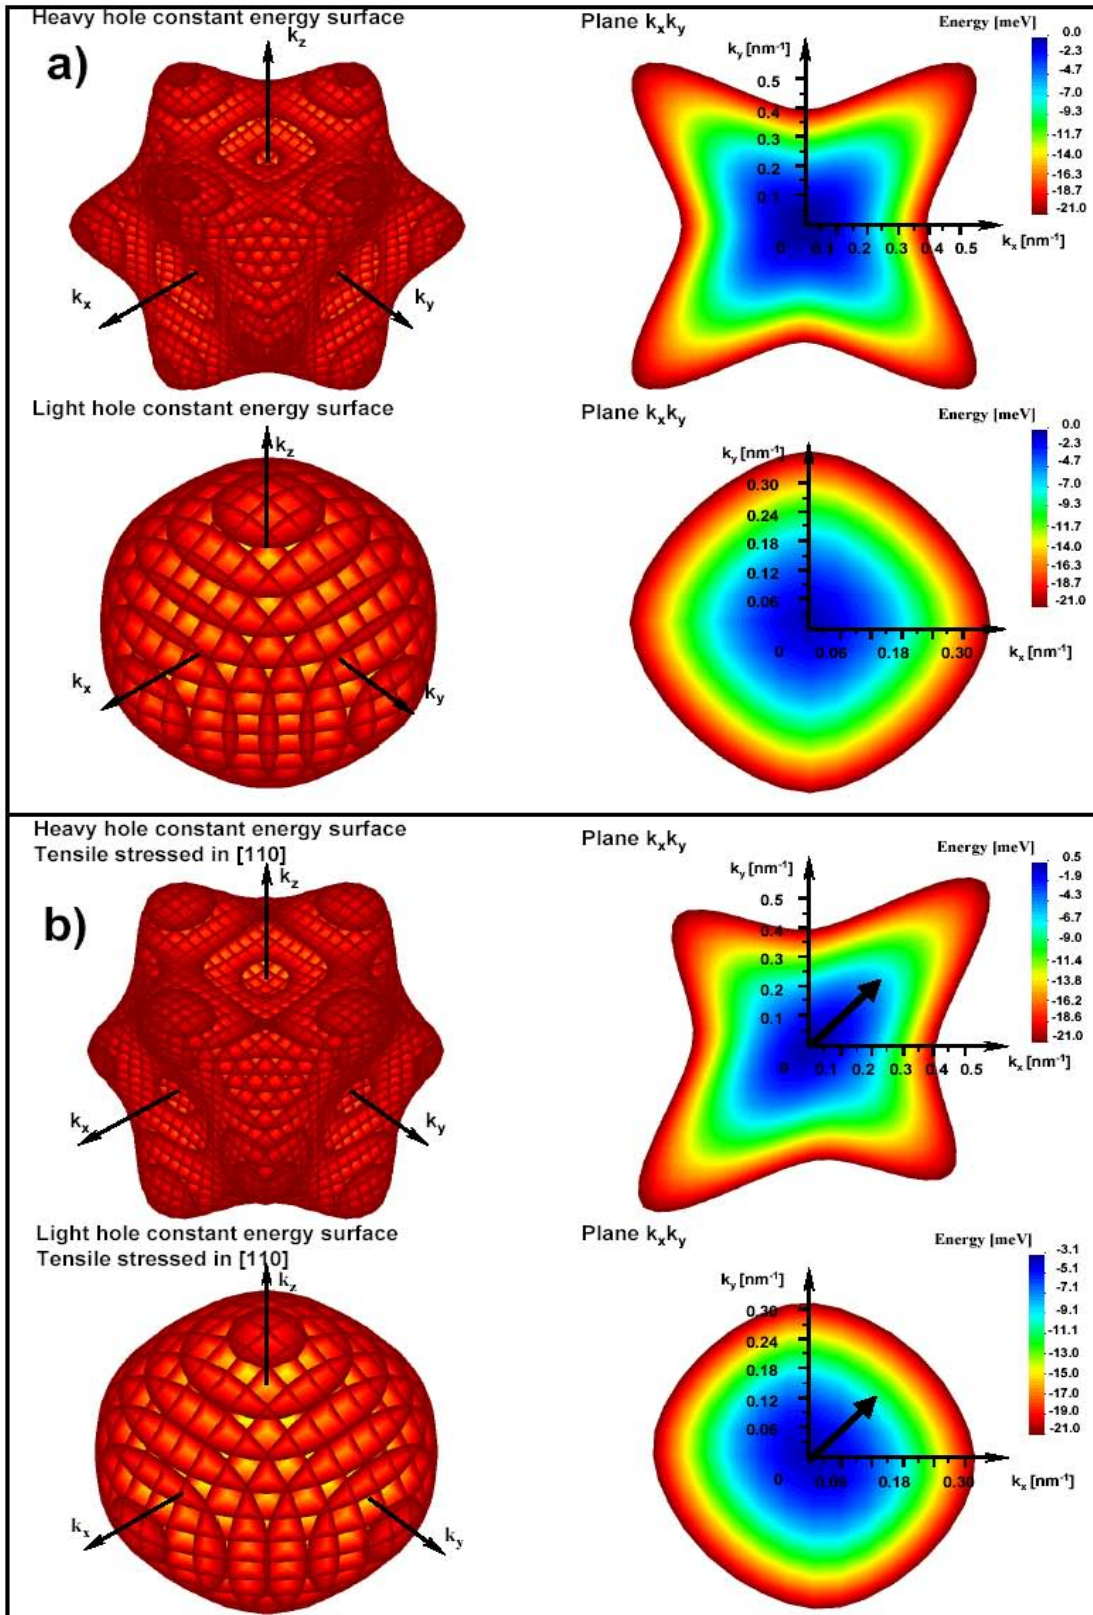 Heavy hole constant energy surface
a)
kz
kx
ky
Plane kxky
Energy [meV]
0.0
-2.3
-4.7
-7.0
-9.3
-11.7
-14.0
-16.3
-18.7
-21.0
ky [nm-1]
0.5
0.4
0.3
0.2
0.1
0 0.1 0.2 0.3 0.4 0.5
kx [nm-1]
Light hole constant energy surface
kz
kx
ky
Plane kxky
Energy [meV]
0.0
-2.3
-4.7
-7.0
-9.3
-11.7
-14.0
-16.3
-18.7
-21.0
ky [nm-1]
0.30
0.24
0.18
0.12
0.06
0 0.06 0.18 0.30
kx [nm-1]
Heavy hole constant energy surface
Tensile stressed in [110]
b)
kz
kx
ky
Plane kxky
Energy [meV]
0.5
-1.9
-4.3
-6.7
-9.0
-11.4
-13.8
-16.2
-18.6
-21.0
ky [nm-1]
0.5
0.4
0.3
0.2
0.1
0 0.1 0.2 0.3 0.4 0.5
kx [nm-1]
Light hole constant energy surface
Tensile stressed in [110]
kz
kx
ky
Plane kxky
Energy [meV]
-3.1
-5.1
-7.1
-9.1
-11.1
-13.0
-15.0
-17.0
-19.0
-21.0
ky [nm-1]
0.30
0.24
0.18
0.12
0.06
0 0.06 0.18 0.30
kx [nm-1]